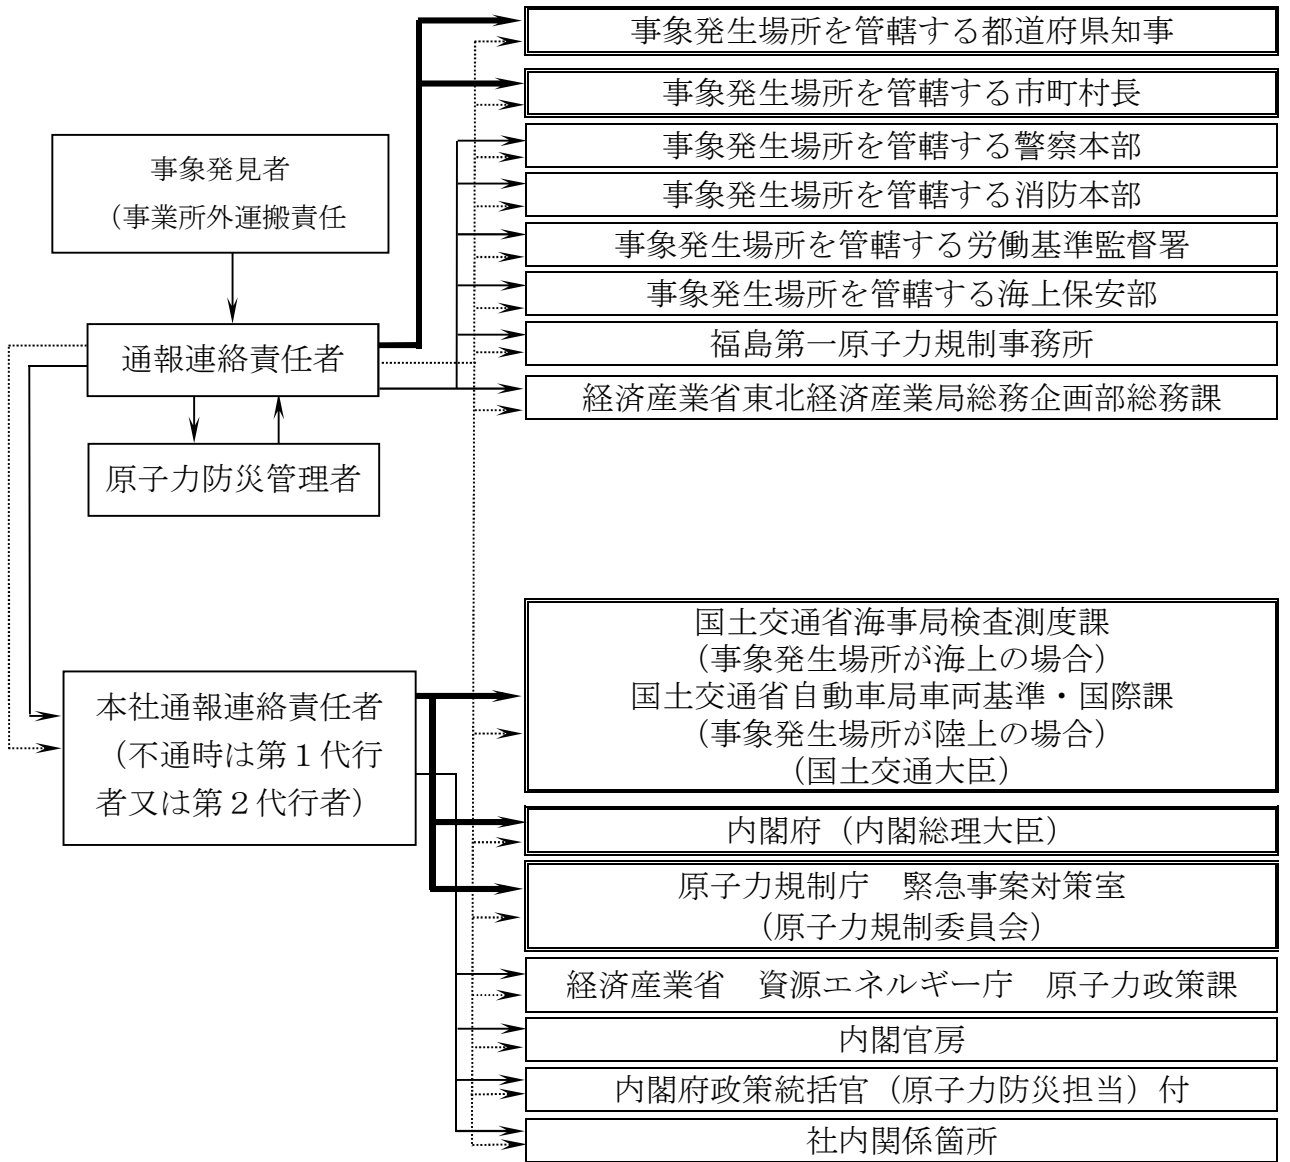 事象発生場所を管轄する都道府県知事
事象発生場所を管轄する市町村長
事象発生場所を管轄する警察本部
事象発生場所を管轄する消防本部
事象発生場所を管轄する労働基準監督署
事象発生場所を管轄する海上保安部
福島第一原子力規制事務所
経済産業省東北経済産業局総務企画部総務課
事象発見者
（事業所外運搬責任
通報連絡責任者
原子力防災管理者
本社通報連絡責任者
（不通時は第１代行
者又は第２代行者）
国土交通省海事局検査測度課
（事象発生場所が海上の場合）
国土交通省自動車局車両基準・国際課
（事象発生場所が陸上の場合）
（国土交通大臣）
内閣府（内閣総理大臣）
原子力規制庁　緊急事案対策室
（原子力規制委員会）
経済産業省　資源エネルギー庁　原子力政策課
内閣官房
内閣府政策統括官（原子力防災担当）付
社内関係箇所